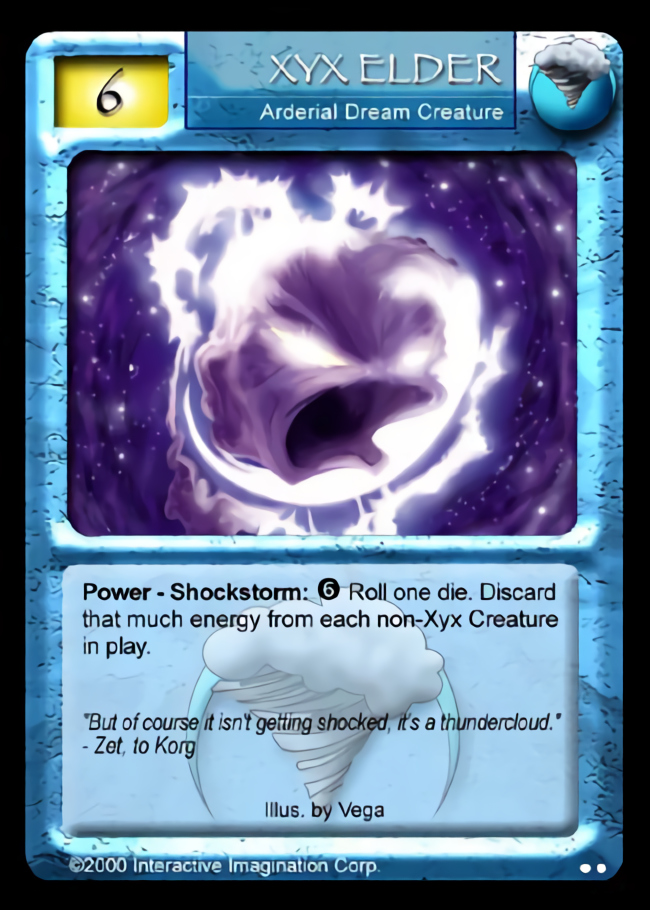 6
XYX ELDER
Arderial Dream Creature
Power - Shockstorm: ❻ Roll one die. Discard
that much energy from each non-Xyx Creature
in play.
"But of course it isn't getting shocked, it's a thundercloud."
- Zet, to Korg
Illus. by Vega
©2000 Interactive Imagination Corp.